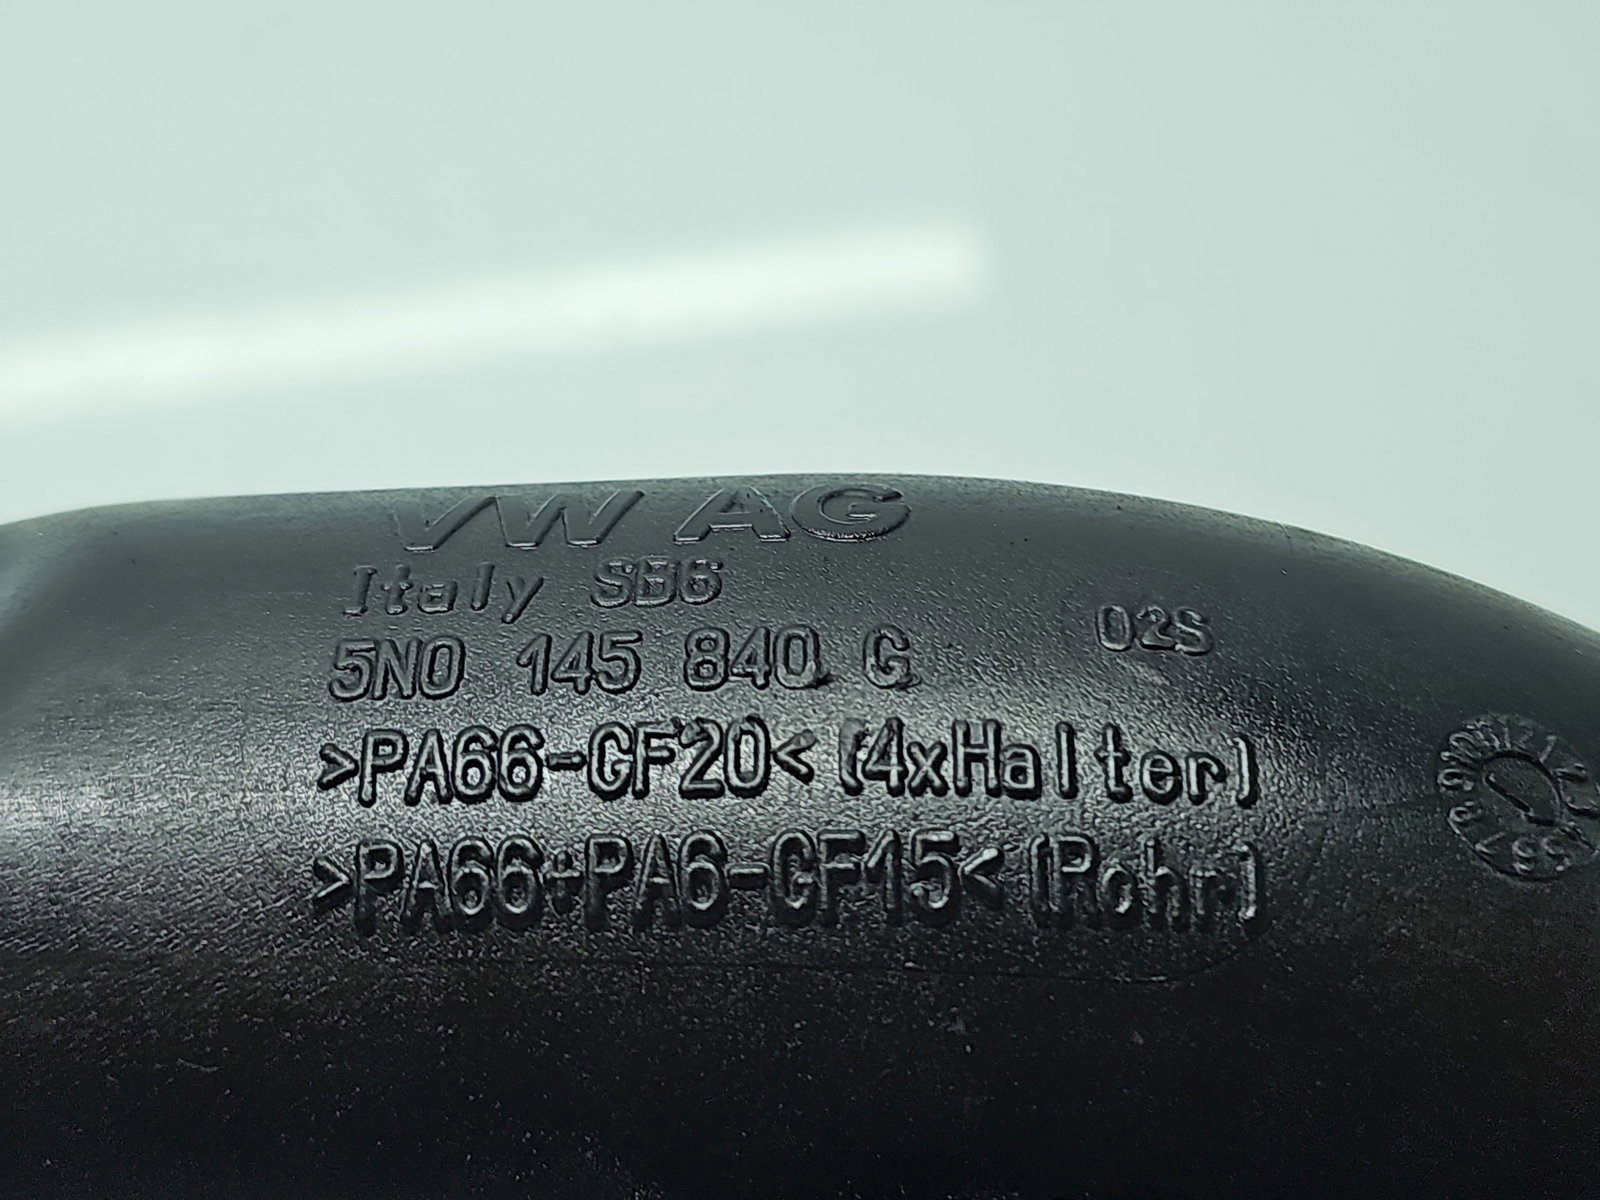 VW AG
Italy SB6
5N0 145 840 G
02S
>PA66-GF20< (4xHalter)
>PA66+PA6-GF15< (Rohr)